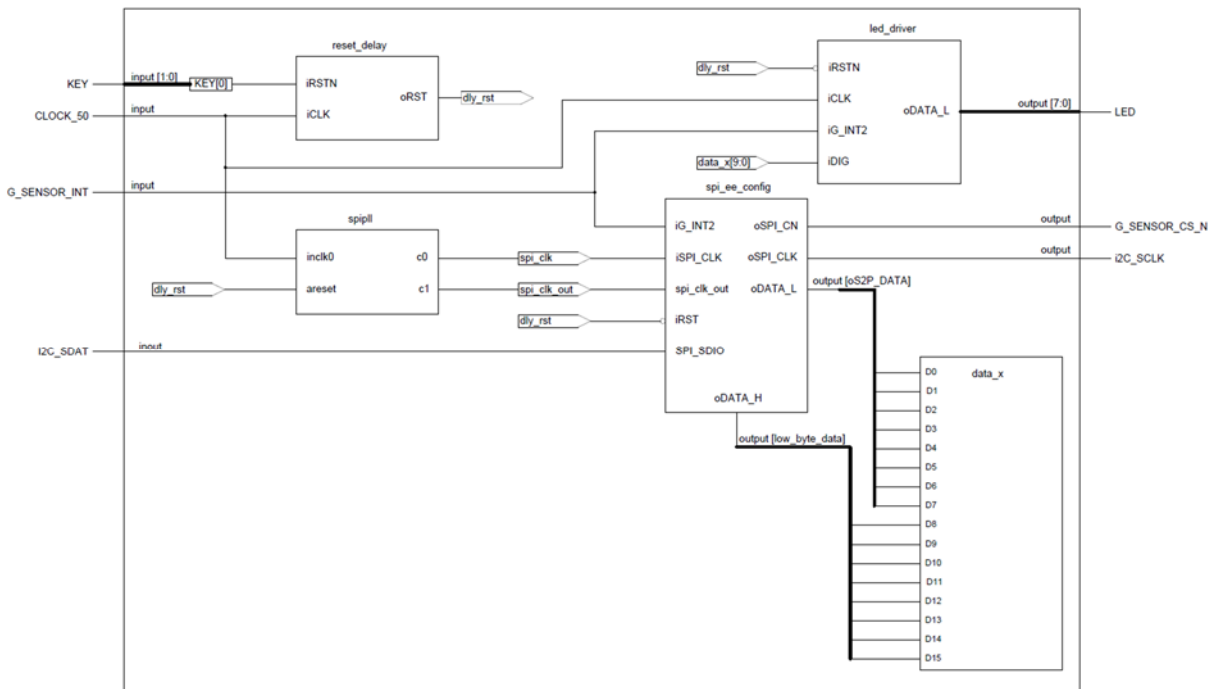 reset_delay
led_driver
KEY
input [1:0]
KEY[0]
iRSTN
oRST
dly_rst
CLOCK_50
input
iCLK
dly_rst
iRSTN
iCLK
oDATA_L
output [7:0]
LED
iG_INT2
data_x[9:0]
iDIG
G_SENSOR_INT
input
spipll
spi_ee_config
inclk0
c0
spi_clk
areset
c1
spi_clk_out
dly_rst
dly_rst
iG_INT2
oSPI_CN
output
G_SENSOR_CS_N
iSPI_CLK
oSPI_CLK
output
i2C_SCLK
spi_clk_out
oDATA_L
output [oS2P_DATA]
iRST
I2C_SDAT
inout
SPI_SDIO
oDATA_H
output [low_byte_data]
data_x
D0
D1
D2
D3
D4
D5
D6
D7
D8
D9
D10
D11
D12
D13
D14
D15